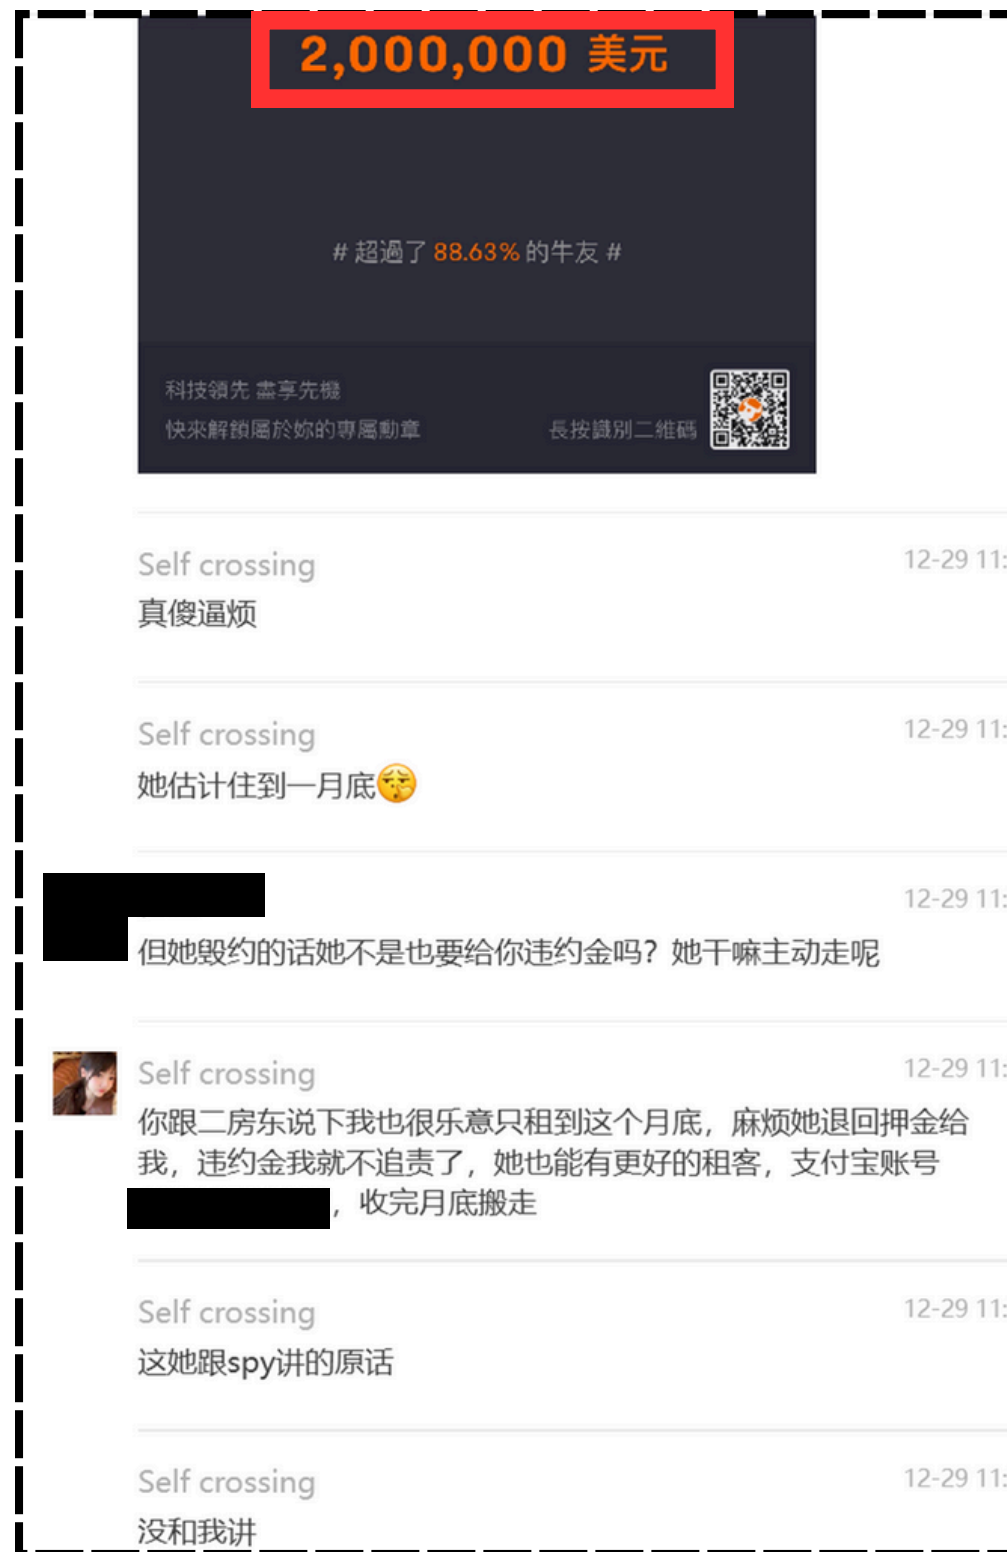 2,000,000 美元
# 超過了 88.63% 的牛友 #
科技領先 盡享先機
快來解鎖屬於妳的專屬勳章
長按識別二維碼
Self crossing
12-29 11:
真傻逼烦
Self crossing
12-29 11:
她估计住到一月底
12-29 11:
但她毁约的话她不是也要给你违约金吗？她干嘛主动走呢
Self crossing
12-29 11:
你跟二房东说下我也很乐意只租到这个月底，麻烦她退回押金给
我，违约金我就不追责了，她也能有更好的租客，支付宝账号
，收完月底搬走
Self crossing
12-29 11:
这她跟spy讲的原话
Self crossing
12-29 11:
没和我讲